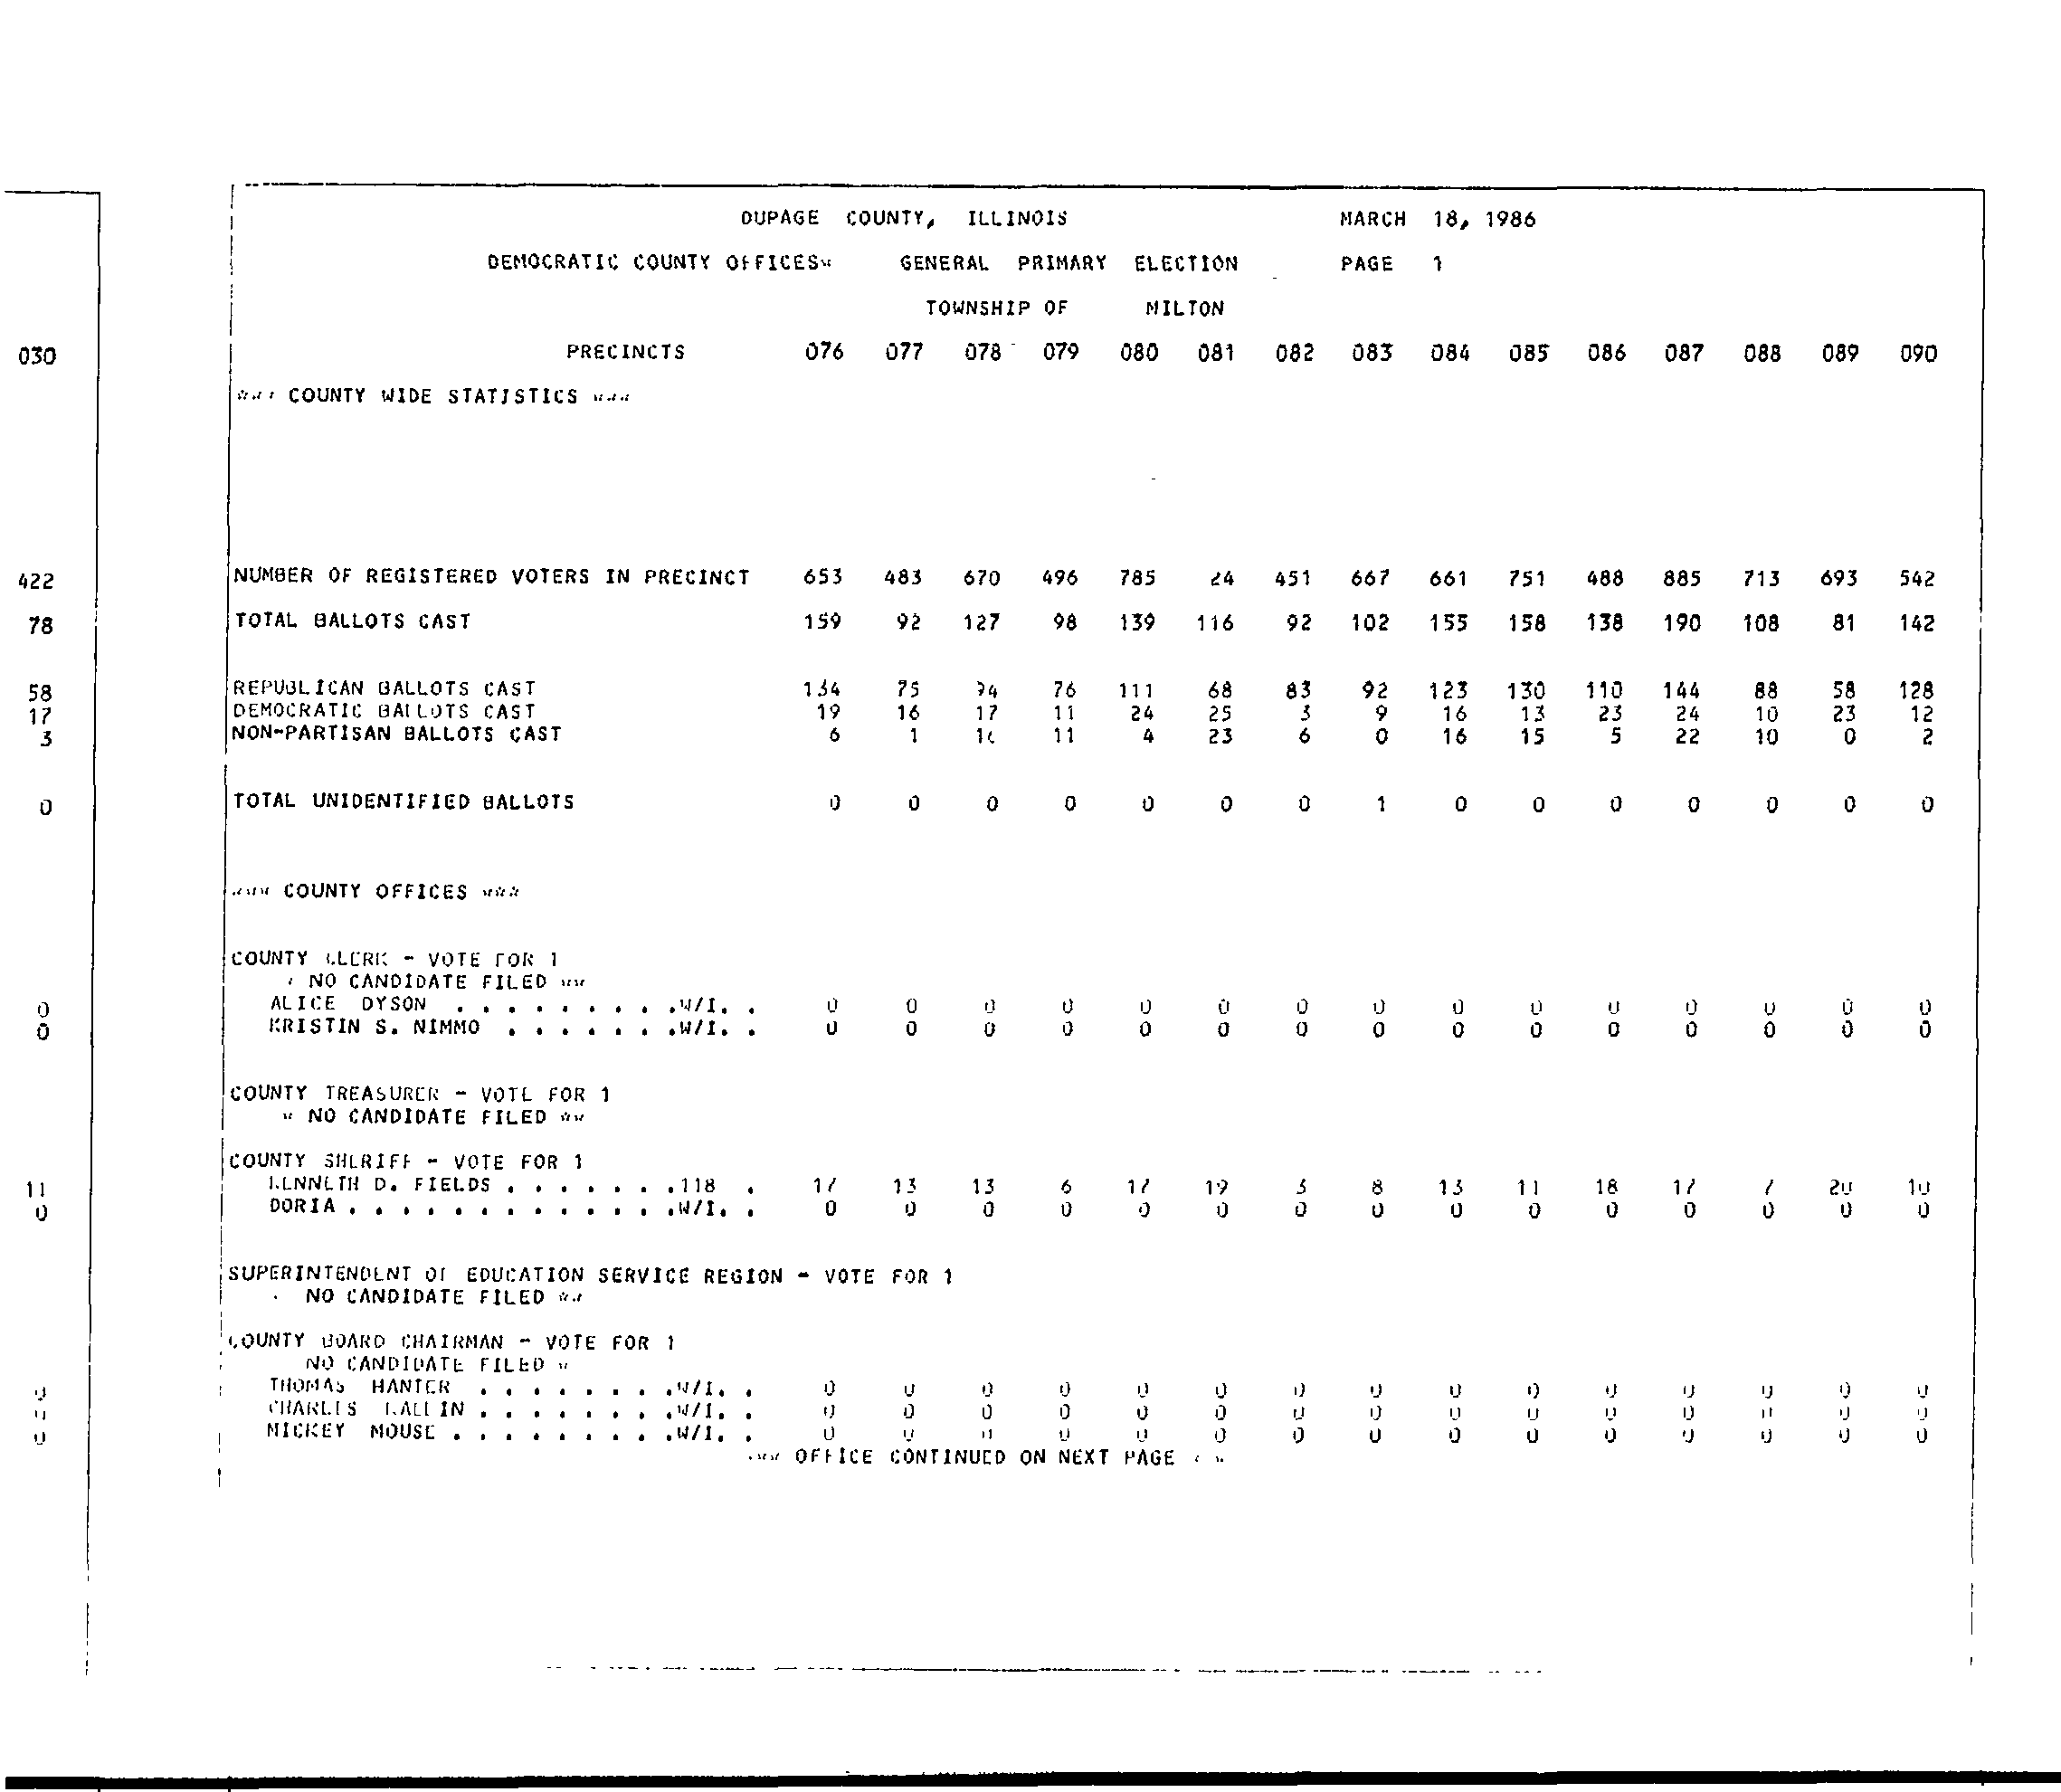 DUPAGE COUNTY, ILLINOIS MARCH 18, 1986
DEMOCRATIC COUNTY OFFICES* GENERAL PRIMARY ELECTION PAGE 1
TOWNSHIP OF MILTON
030
PRECINCTS 076 077 078 079 080 081 082 083 084 085 086 087 088 089 090
*** COUNTY WIDE STATISTICS ***
422
NUMBER OF REGISTERED VOTERS IN PRECINCT 653 483 670 496 785 24 451 667 661 751 488 885 713 693 542
78
TOTAL BALLOTS CAST 159 92 127 98 139 116 92 102 155 158 138 190 108 81 142
58
REPUBLICAN BALLOTS CAST 134 75 94 76 111 68 83 92 123 130 110 144 88 58 128
17
DEMOCRATIC BALLOTS CAST 19 16 17 11 24 25 3 9 16 13 23 24 10 23 12
3
NON-PARTISAN BALLOTS CAST 6 1 11 4 23 6 0 16 15 5 22 10 0 2
0
TOTAL UNIDENTIFIED BALLOTS 0 0 0 0 0 0 0 1 0 0 0 0 0 0 0
*** COUNTY OFFICES ***
COUNTY CLERK - VOTE FOR 1
NO CANDIDATE FILED **
0
ALICE DYSON . . . . . . . . .W/I. . 0 0 0 0 0 0 0 0 0 0 0 0 0 0 0
0
KRISTIN S. NIMMO . . . . . . .W/I. . 0 0 0 0 0 0 0 0 0 0 0 0 0 0 0
COUNTY TREASURER - VOTE FOR 1
* NO CANDIDATE FILED **
COUNTY SHERIFF - VOTE FOR 1
11
KENNETH D. FIELDS . . . . . . .118 . 17 13 13 6 17 19 3 8 13 11 18 17 7 20 10
0
DORIA . . . . . . . . . . . . .W/I. . 0 0 0 0 0 0 0 0 0 0 0 0 0 0 0
SUPERINTENDENT OF EDUCATION SERVICE REGION - VOTE FOR 1
NO CANDIDATE FILED **
COUNTY BOARD CHAIRMAN - VOTE FOR 1
NO CANDIDATE FILED *
0
THOMAS HANTER . . . . . . . .W/I. . 0 0 0 0 0 0 0 0 0 0 0 0 0 0 0
0
CHARLES . . . . . . . .W/I. . 0 0 0 0 0 0 0 0 0 0 0 0 0 0 0
0
MICKEY MOUSE . . . . . . . . .W/I. . 0 0 0 0 0 0 0 0 0 0 0 0 0 0 0
*** OFFICE CONTINUED ON NEXT PAGE * *